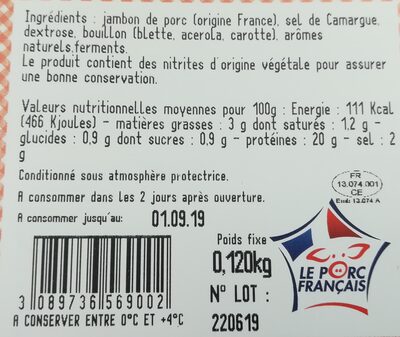 Ingrédients : jambon de porc (origine France), sel de Camargue,
dextrose, bouillon (blette, acerola, carotte), arômes
naturels,ferments.
Le produit contient des nitrites d'origine végétale pour assurer
une bonne conservation.
Valeurs nutritionnelles moyennes pour 100g : Energie : 111 Kcal
(466 Kjoules) - matières grasses : 3 g dont saturés : 1.2 g -
glucides : 0,9 g dont sucres : 0,9 g - protéines : 20 g - sel : 2
g
Conditionné sous atmosphère protectrice.
A consommer dans les 2 jours après ouverture.
A consommer jusqu'au: 01.09.19
FR
13.074.001
CE
Emb: 13.074 A
Poids fixe
0,120kg
N° LOT :
220619
LE PORC
FRANÇAIS
3 089736 569002
A CONSERVER ENTRE 0°C ET +4°C